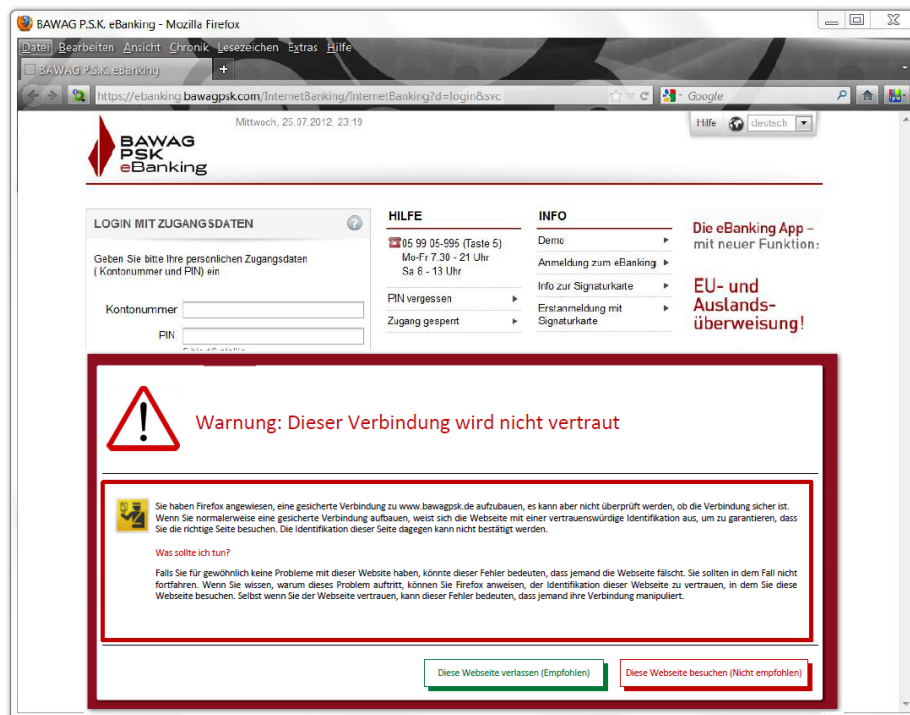 BAWAG P.S.K. eBanking - Mozilla Firefox
Datei Bearbeiten Ansicht Chronik Lesezeichen Extras Hilfe
BAWAG P.S.K. eBanking
https://ebanking.bawagpsk.com/InternetBanking/InternetBanking?d=login&svc
Google
Mittwoch, 25.07.2012, 23:19
Hilfe
deutsch
BAWAG
PSK
eBanking
LOGIN MIT ZUGANGSDATEN
Geben Sie bitte Ihre personlichen Zugangsdaten
( Kontonummer und PIN) ein
Kontonummer
PIN
HILFE
05 99 05-995 (Taste 5)
Mo-Fr 7.30 - 21 Uhr
Sa 8 - 13 Uhr
PIN vergessen
Zugang gesperrt
INFO
Demo
Anmeldung zum eBanking
Info zur Signaturkarte
Erstanmeldung mit
Signaturkarte
Die eBanking App –
mit neuer Funktion:
EU- und
Auslands-
überweisung!
Warnung: Dieser Verbindung wird nicht vertraut
Sie haben Firefox angewiesen, eine gesicherte Verbindung zu www.bawagpsk.de aufzubauen, es kann aber nicht überprüft werden, ob die Verbindung sicher ist.
Wenn Sie normalerweise eine gesicherte Verbindung aufbauen, weist sich die Webseite mit einer vertrauenswürdige Identifikation aus, um zu garantieren, dass
Sie die richtige Seite besuchen. Die Identifikation dieser Seite dagegen kann nicht bestätigt werden.
Was sollte ich tun?
Falls Sie für gewöhnlich keine Probleme mit dieser Website haben, könnte dieser Fehler bedeuten, dass jemand die Webseite fälscht. Sie sollten in dem Fall nicht
fortfahren. Wenn Sie wissen, warum dieses Problem auftritt, können Sie Firefox anweisen, der Identifikation dieser Webseite zu vertrauen, in dem Sie diese
Webseite besuchen. Selbst wenn Sie der Webseite vertrauen, kann dieser Fehler bedeuten, dass jemand ihre Verbindung manipuliert.
Diese Webseite verlassen (Empfohlen)
Diese Webseite besuchen (Nicht empfohlen)